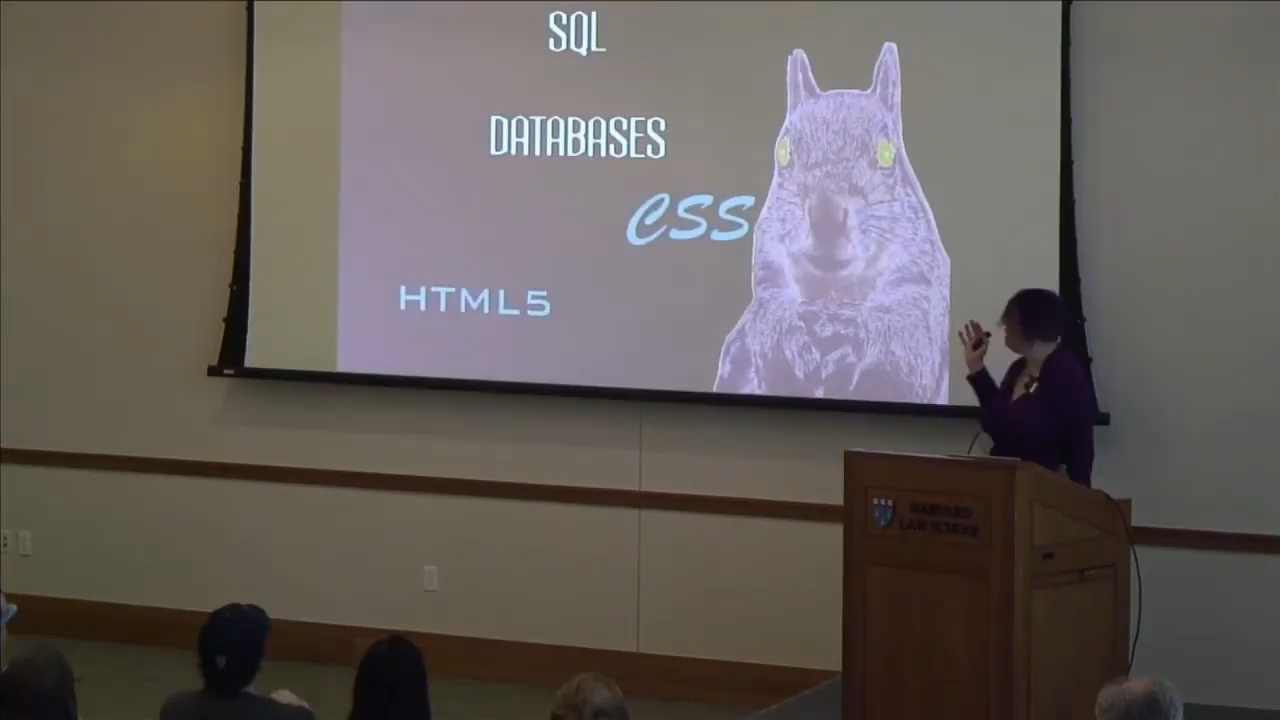 SQL
DATABASES
CSS
HTML5
HARVARD
LAW SCHOOL